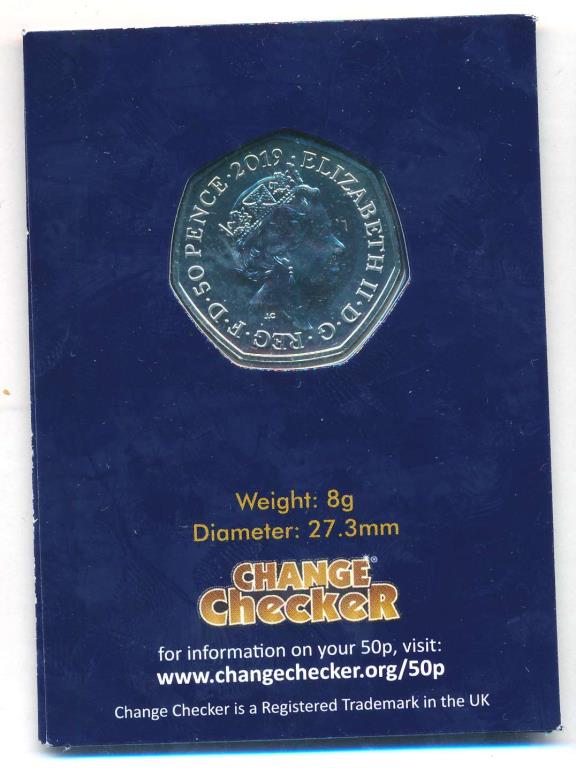 ELIZABETH II · D · G · REG · F · D · 50 PENCE · 2019 ·
JC
Weight: 8g
Diameter: 27.3mm
CHANGE®
CheckeR
for information on your 50p, visit:
www.changechecker.org/50p
Change Checker is a Registered Trademark in the UK